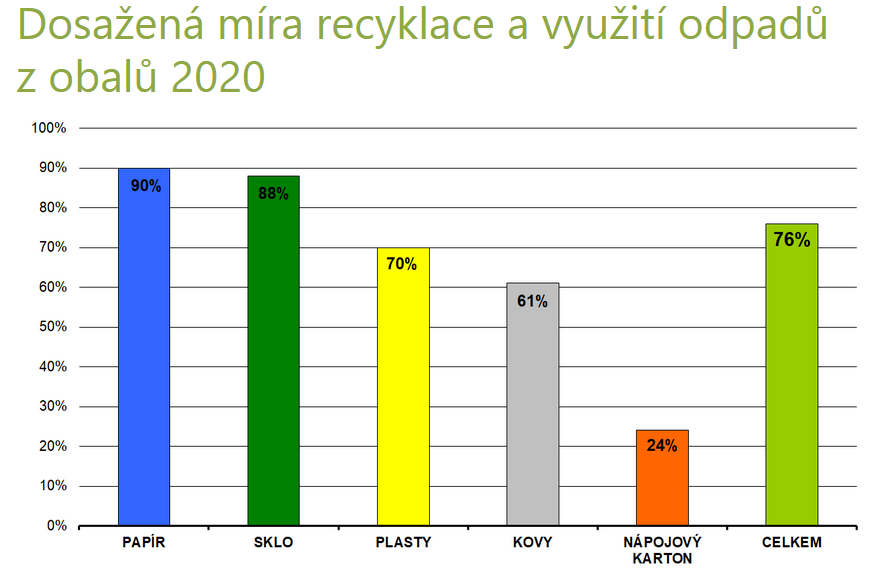 Dosažená míra recyklace a využití odpadů
z obalů 2020
100%
90%
80%
70%
60%
50%
40%
30%
20%
10%
0%
90%
88%
70%
61%
24%
76%
PAPÍR
SKLO
PLASTY
KOVY
NÁPOJOVÝ
KARTON
CELKEM